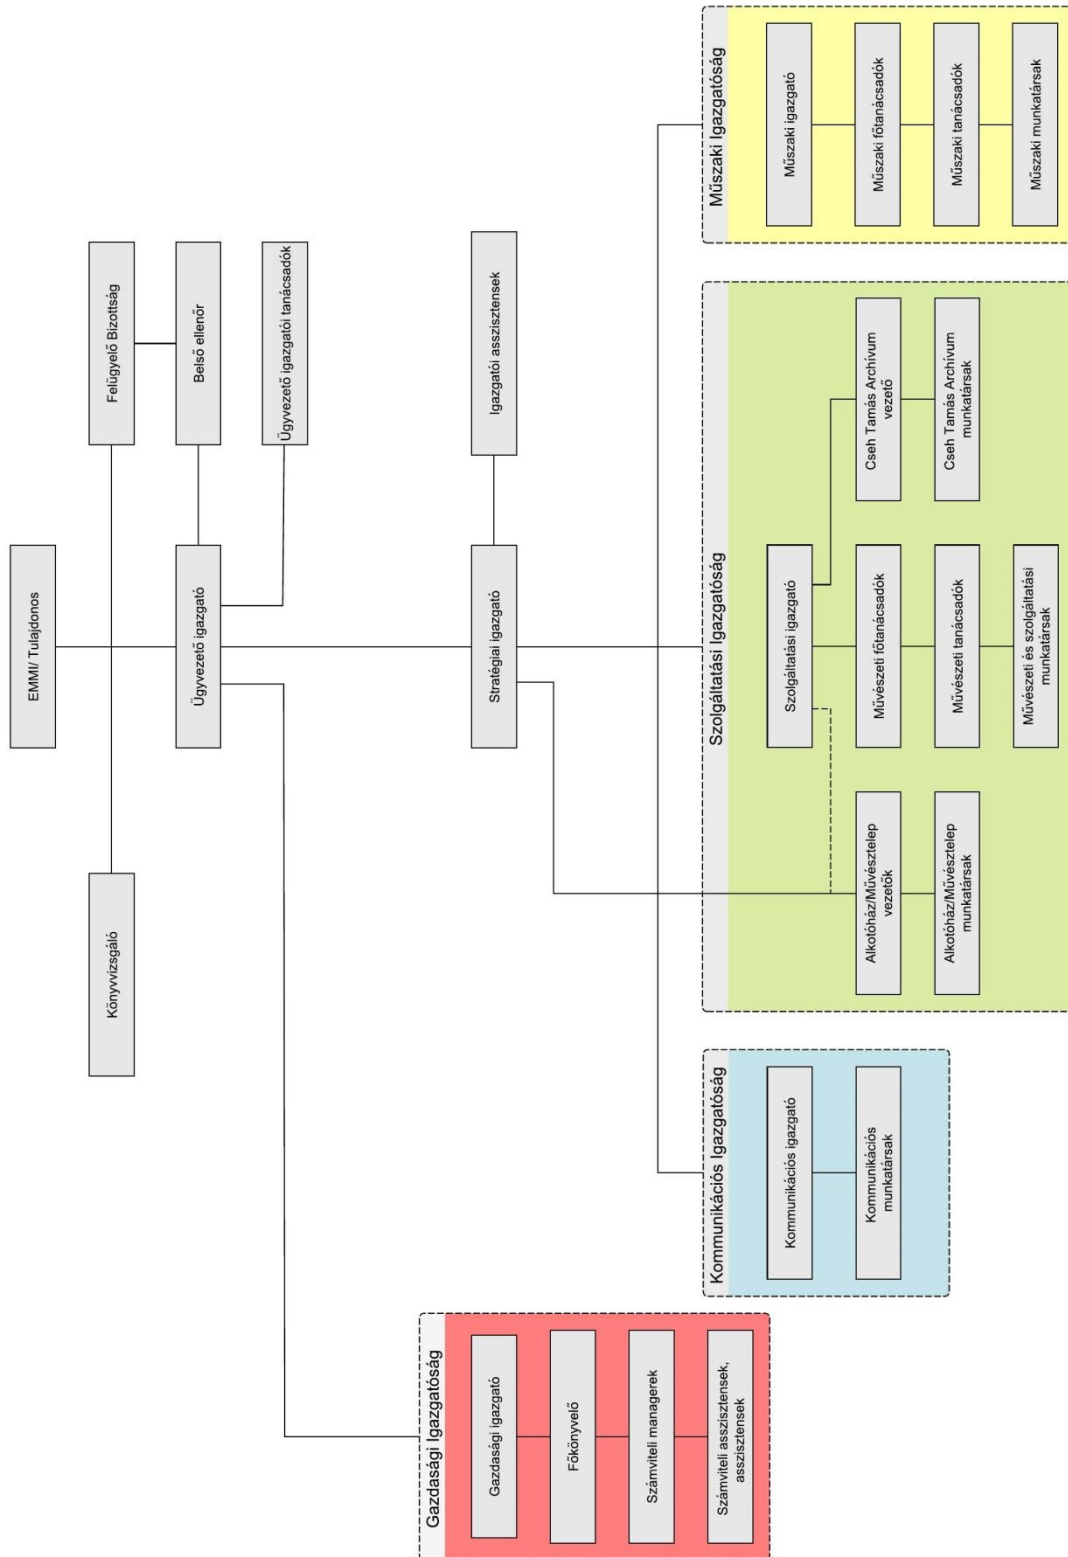 EMMI/ Tulajdonos
Könyvvizsgáló
Felügyelő Bizottság
Ügyvezető igazgató
Belső ellenőr
Ügyvezető igazgatói tanácsadók
Stratégiai igazgató
Igazgatói asszisztensek
Gazdasági Igazgatóság
Gazdasági igazgató
Főkönyvelő
Számviteli managerek
Számviteli asszisztensek,
asszisztensek
Kommunikációs Igazgatóság
Kommunikációs igazgató
Kommunikációs
munkatársak
Szolgáltatási Igazgatóság
Szolgáltatási igazgató
Alkotóház/Művésztelep
vezetők
Alkotóház/Művésztelep
munkatársak
Művészeti főtanácsadók
Művészeti tanácsadók
Művészeti és szolgáltatási
munkatársak
Cseh Tamás Archívum
vezető
Cseh Tamás Archívum
munkatársak
Műszaki Igazgatóság
Műszaki igazgató
Műszaki főtanácsadók
Műszaki tanácsadók
Műszaki munkatársak